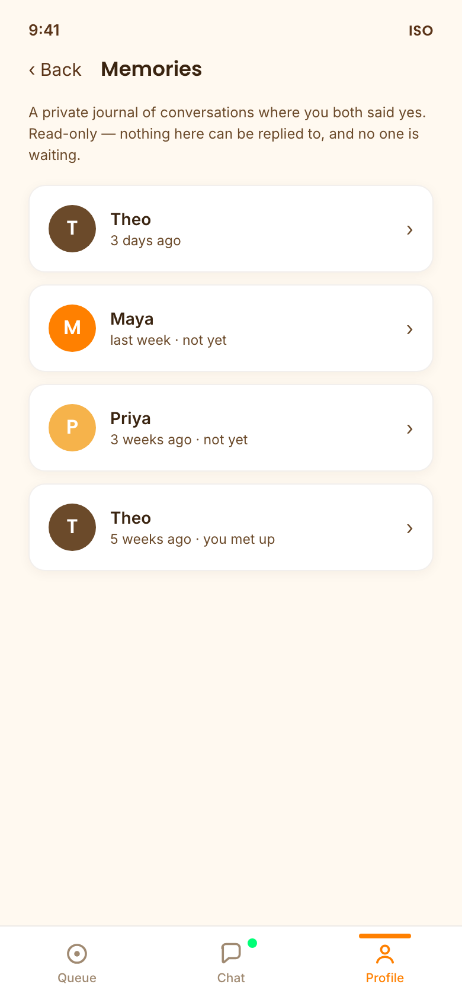 9:41 ISO
‹ Back Memories
A private journal of conversations where you both said yes.
Read-only — nothing here can be replied to, and no one is
waiting.
T
Theo
3 days ago
›
M
Maya
last week · not yet
›
P
Priya
3 weeks ago · not yet
›
T
Theo
5 weeks ago · you met up
›
Queue Chat Profile